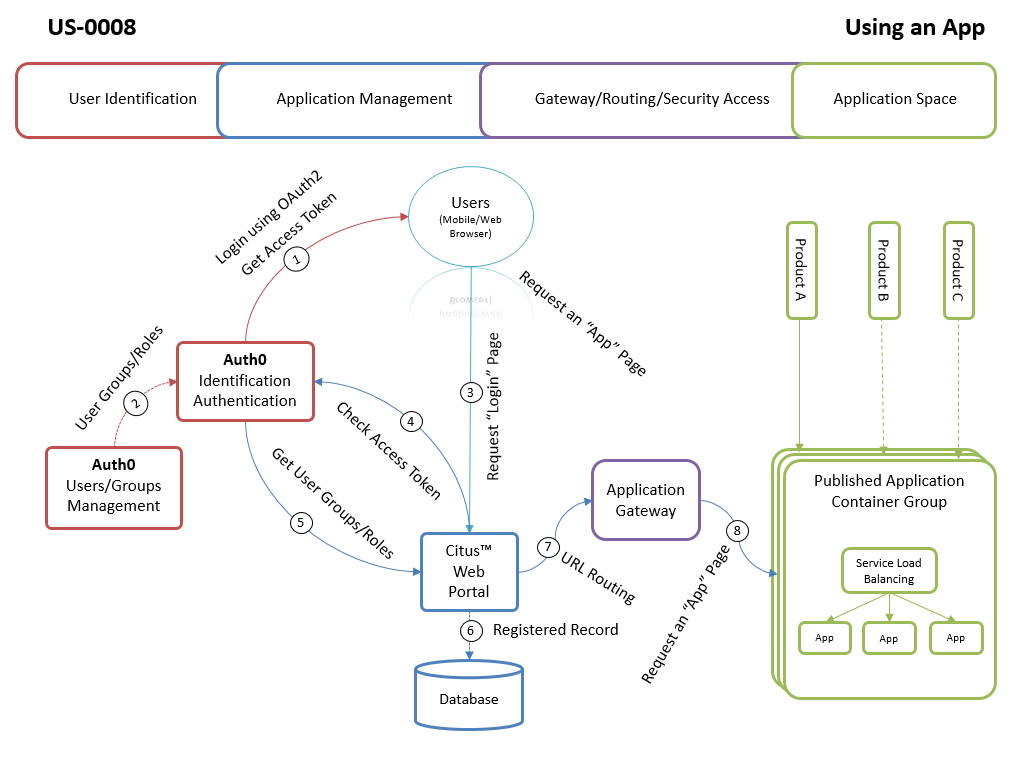 US-0008
Using an App
User Identification
Application Management
Gateway/Routing/Security Access
Application Space
Login using OAuth2
Get Access Token
1
Users
(Mobile/Web
Browser)
Browser)
(Mobile/Web
Request an “App” Page
Product A
Product B
Product C
User Groups/Roles
2
Auth0
Identification
Authentication
3
Request “Login” Page
4
Check Access Token
Auth0
Users/Groups
Management
5
Get User Groups/Roles
Citus™
Web
Portal
Application
Gateway
7
URL Routing
8
Request an “App” Page
Published Application
Container Group
Service Load
Balancing
App
App
App
6
Registered Record
Database